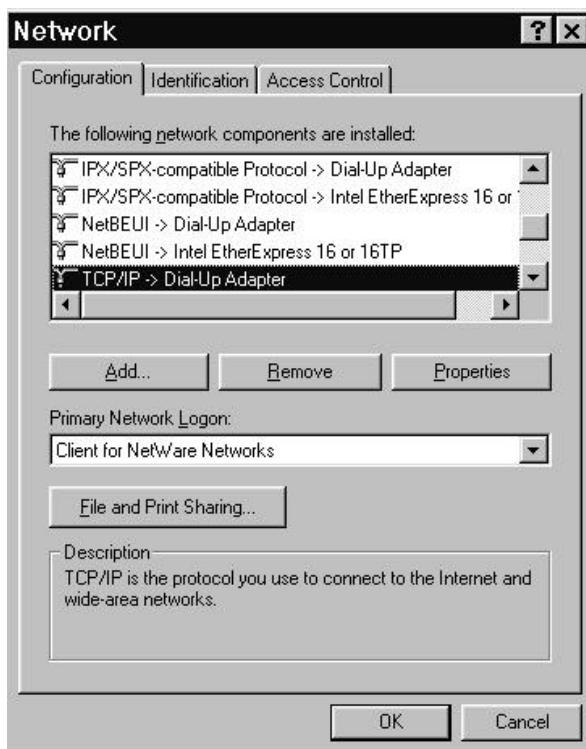 Network
Configuration Identification Access Control
The following network components are installed:
IPX/SPX-compatible Protocol -> Dial-Up Adapter
IPX/SPX-compatible Protocol -> Intel EtherExpress 16 or
NetBEUI -> Dial-Up Adapter
NetBEUI -> Intel EtherExpress 16 or 16TP
TCP/IP -> Dial-Up Adapter
Add... Remove Properties
Primary Network Logon:
Client for NetWare Networks
File and Print Sharing...
Description
TCP/IP is the protocol you use to connect to the Internet and
wide-area networks.
OK Cancel